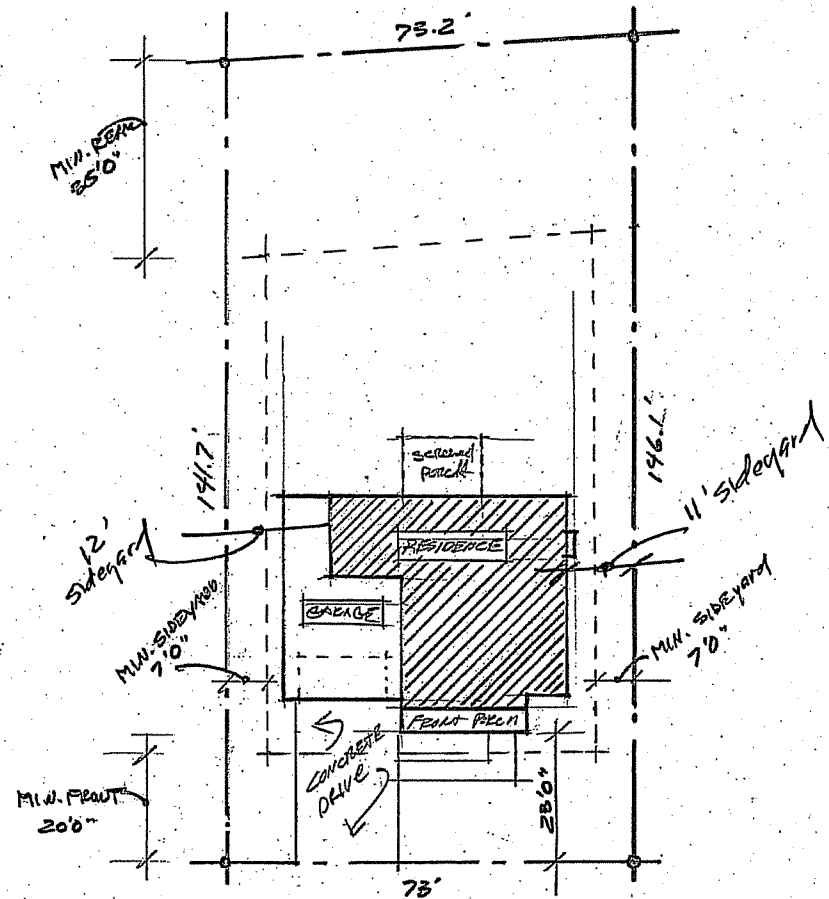 73.2'
MIN. REAR
35'0"
141.7'
146.1'
screened
porch
12'
sideyard
RESIDENCE
11' sideyard
GARAGE
MIN. SIDEYARD
7'0"
MIN. SIDEYARD
7'0"
FRONT PORCH
CONCRETE
DRIVE
MIN. FRONT
20'0"
23'0"
73'